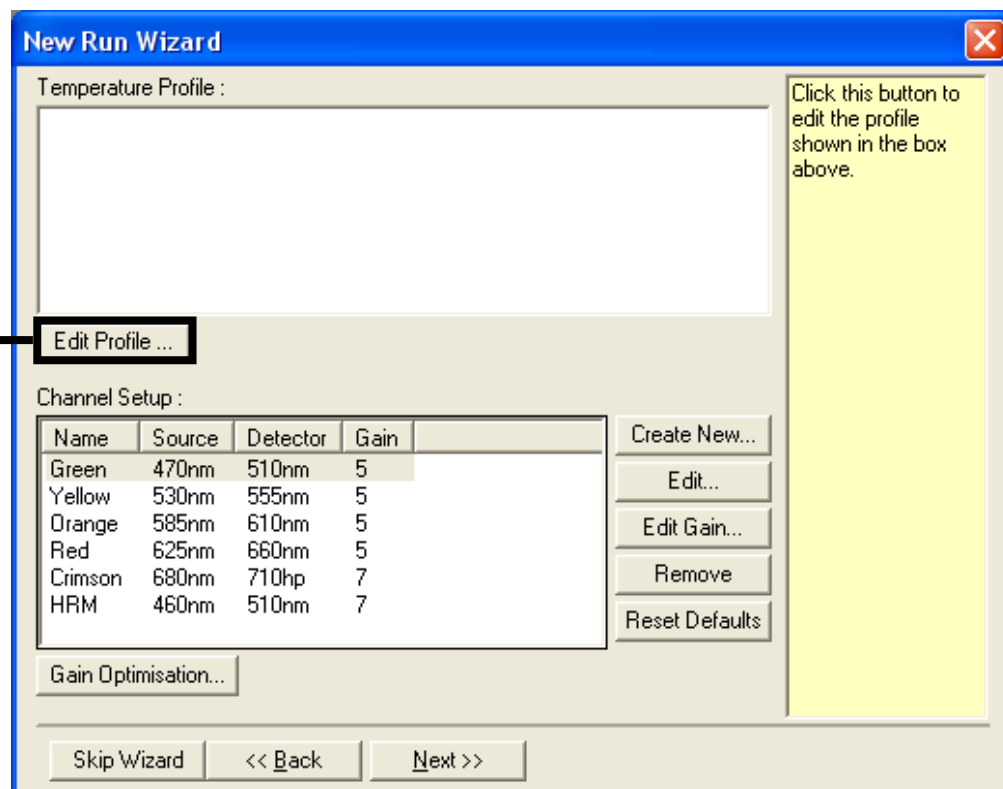 New Run Wizard
Temperature Profile :
Click this button to
edit the profile
shown in the box
above.
Edit Profile ...
Channel Setup :
Name Source Detector Gain
Green 470nm 510nm 5
Yellow 530nm 555nm 5
Orange 585nm 610nm 5
Red 625nm 660nm 5
Crimson 680nm 710hp 7
HRM 460nm 510nm 7
Create New...
Edit...
Edit Gain...
Remove
Reset Defaults
Gain Optimisation...
Skip Wizard << Back Next >>